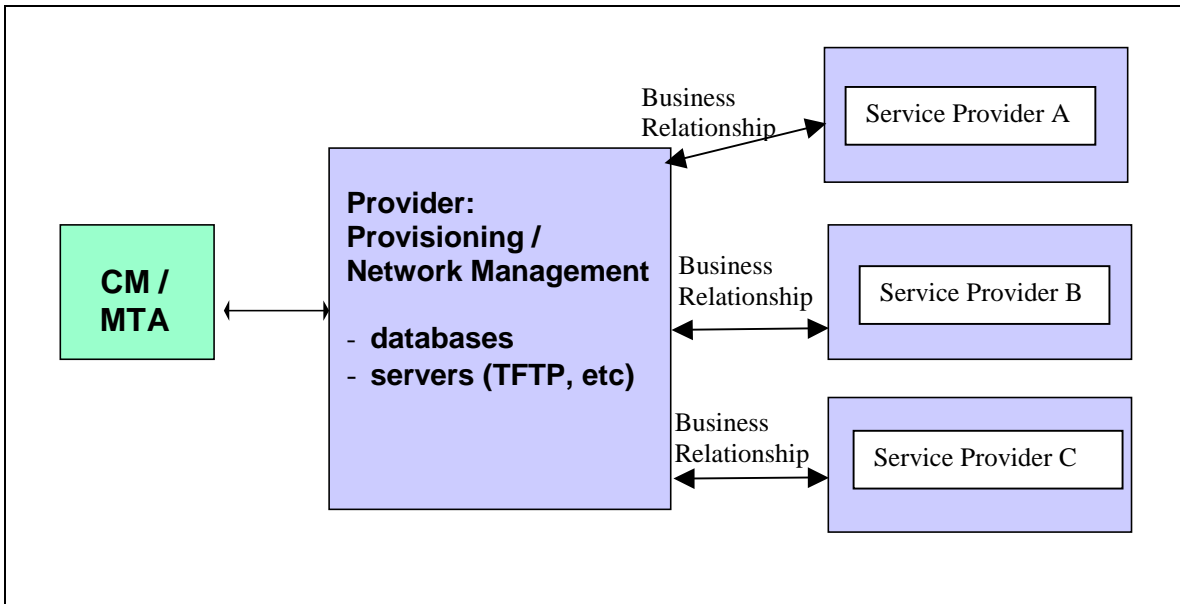 CM /
MTA
Provider:
Provisioning /
Network Management
- databases
- servers (TFTP, etc)
Business
Relationship
Service Provider A
Business
Relationship
Service Provider B
Business
Relationship
Service Provider C